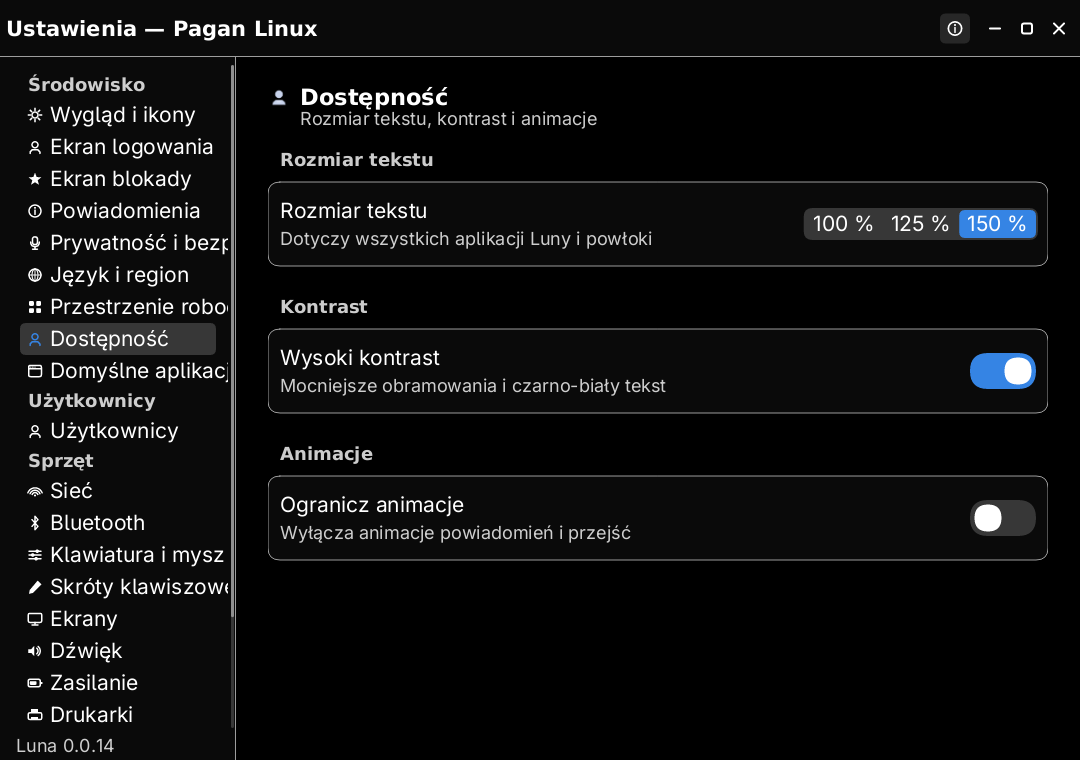 Ustawienia — Pagan Linux
Środowisko
Wygląd i ikony
Ekran logowania
Ekran blokady
Powiadomienia
Prywatność i bezp
Język i region
Przestrzenie robo
Dostępność
Domyślne aplikac
Użytkownicy
Użytkownicy
Sprzęt
Sieć
Bluetooth
Klawiatura i mysz
Skróty klawiszowe
Ekrany
Dźwięk
Zasilanie
Drukarki
Luna 0.0.14
Dostępność
Rozmiar tekstu, kontrast i animacje
Rozmiar tekstu
Rozmiar tekstu
Dotyczy wszystkich aplikacji Luny i powłoki
100 % 125 % 150 %
Kontrast
Wysoki kontrast
Mocniejsze obramowania i czarno-biały tekst
Animacje
Ogranicz animacje
Wyłącza animacje powiadomień i przejść